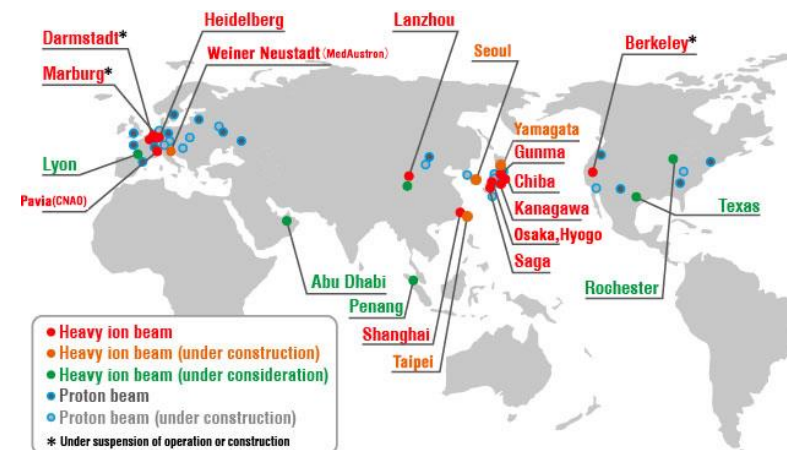 Heidelberg
Lanzhou
Darmstadt*
Weiner Neustadt(MedAustron)
Seoul
Berkeley*
Marburg*
Yamagata
Gunma
Lyon
Chiba
Pavia(CNAO)
Kanagawa
Texas
Osaka,Hyogo
Saga
Abu Dhabi
Penang
Rochester
Shanghai
Taipei
Heavy ion beam
Heavy ion beam (under construction)
Heavy ion beam (under consideration)
Proton beam
Proton beam (under construction)
* Under suspension of operation or construction